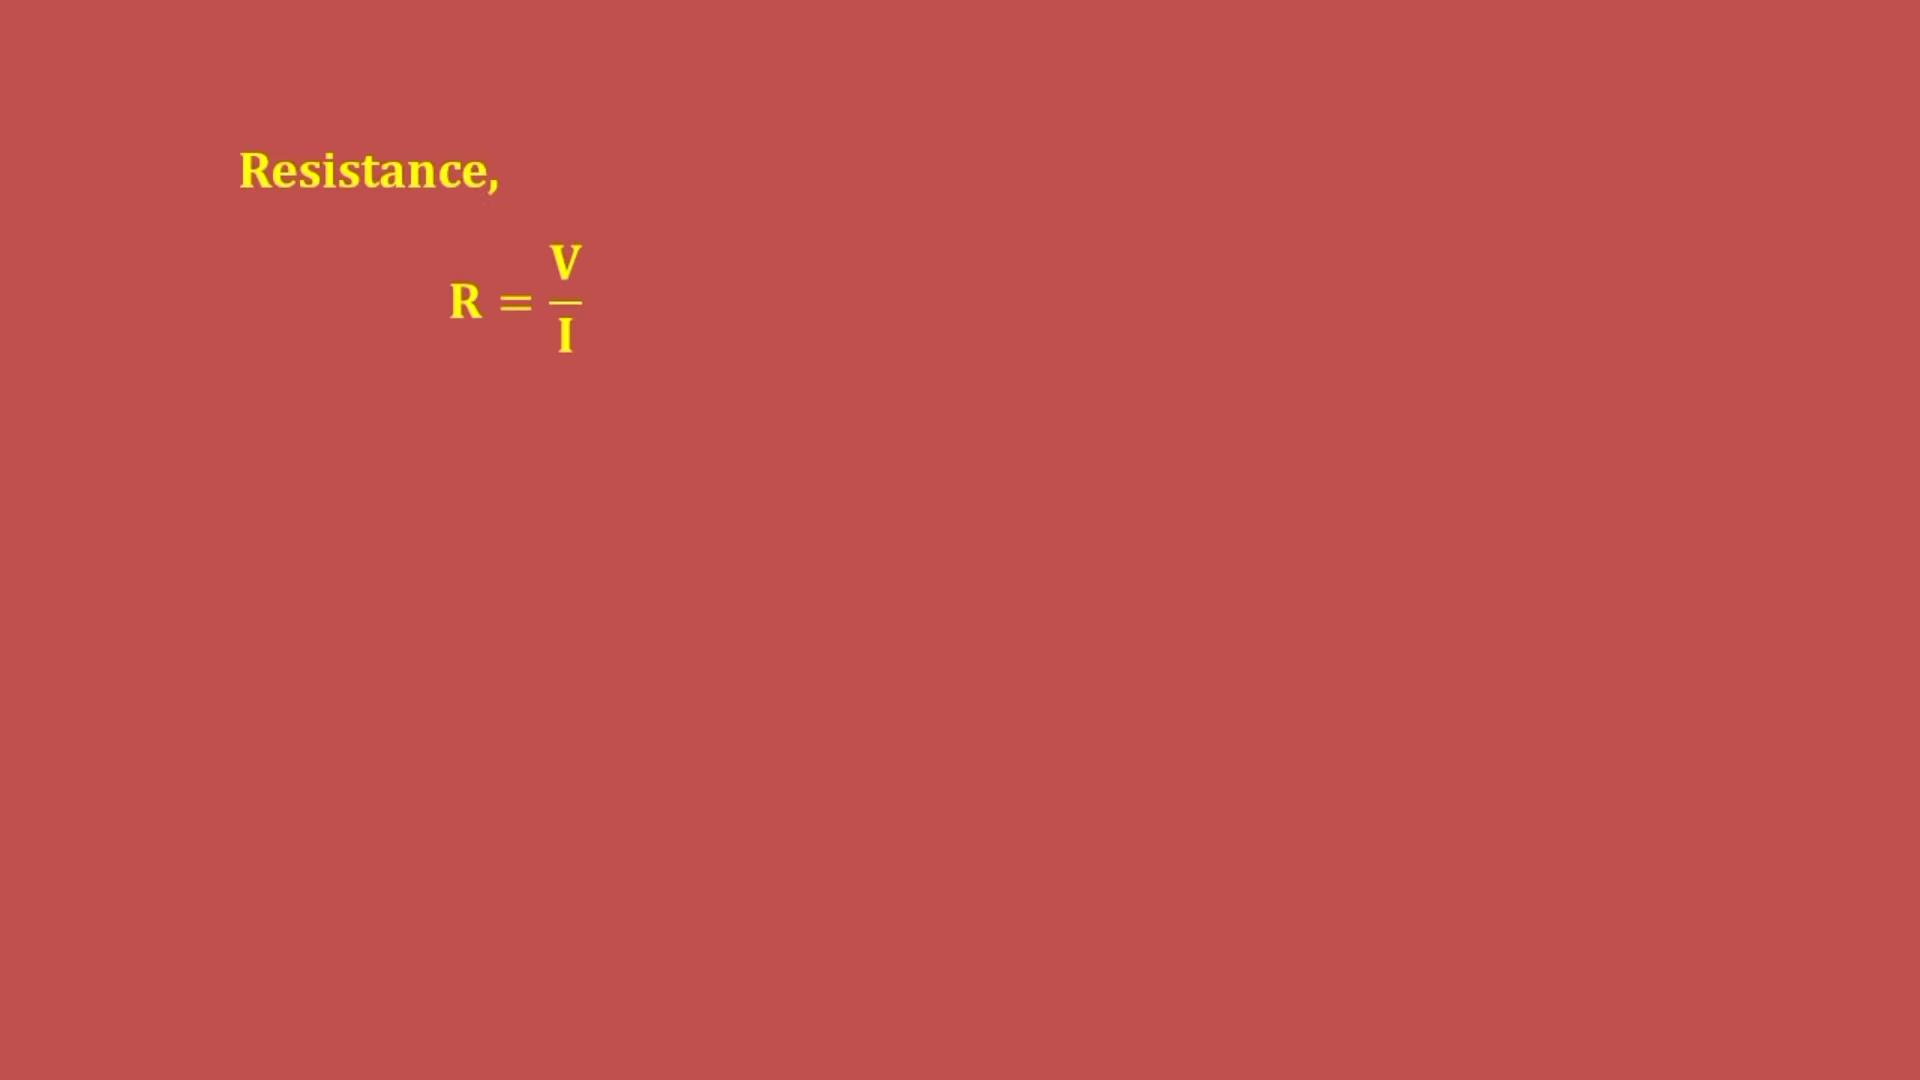 Resistance,
R = V/I